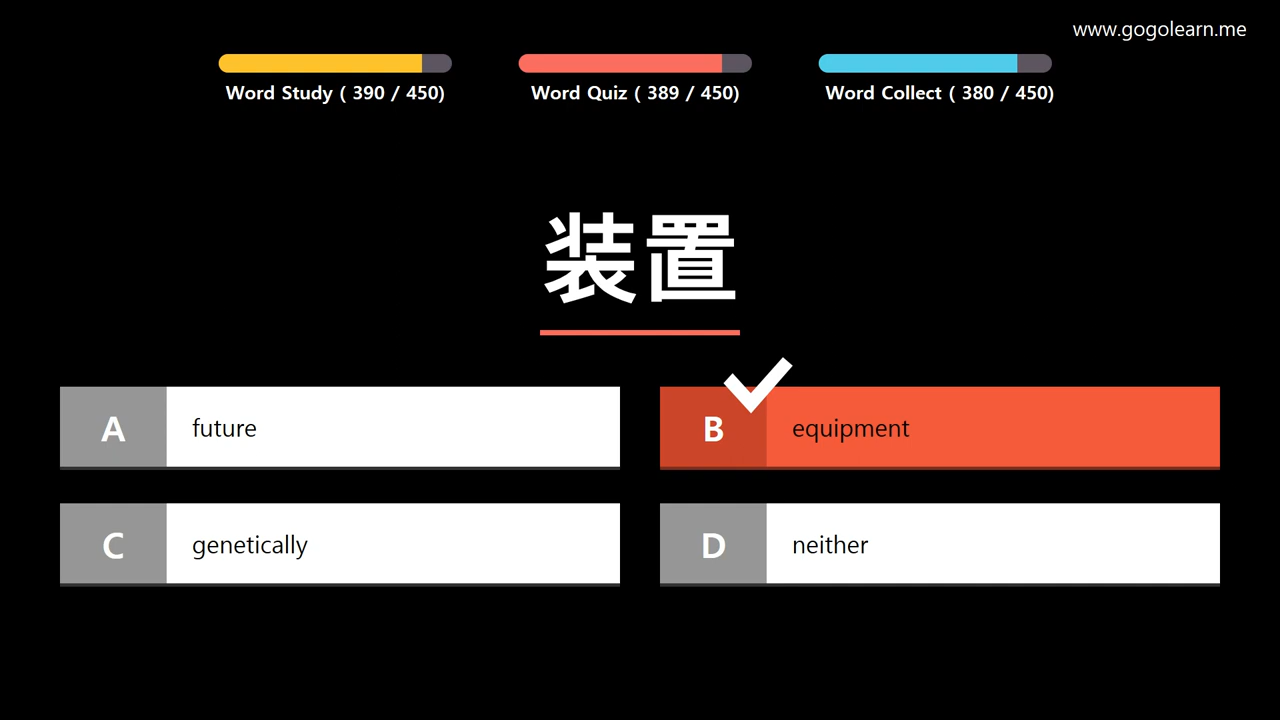 www.gogolearn.me
Word Study ( 390 / 450)
Word Quiz ( 389 / 450)
Word Collect ( 380 / 450)
装置
A future
B equipment
C genetically
D neither